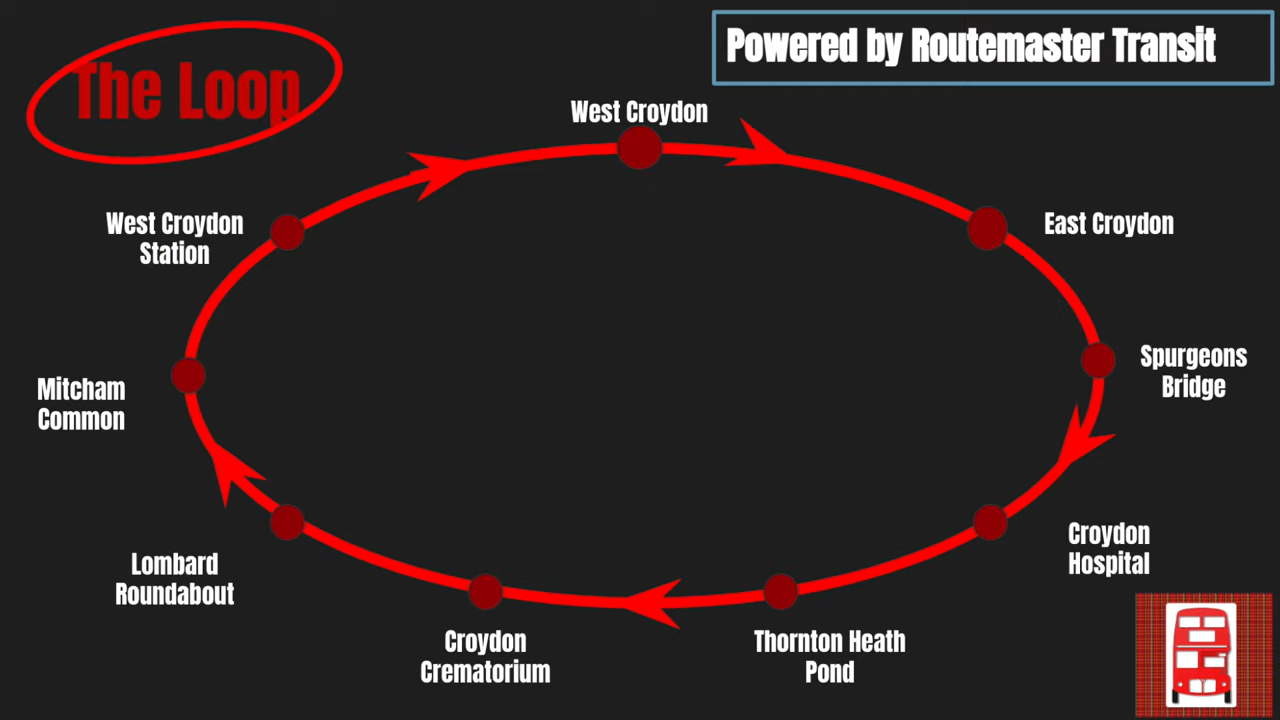 The Loop
Powered by Routemaster Transit
West Croydon
West Croydon
Station
East Croydon
Mitcham
Common
Spurgeons
Bridge
Lombard
Roundabout
Croydon
Hospital
Croydon
Crematorium
Thornton Heath
Pond